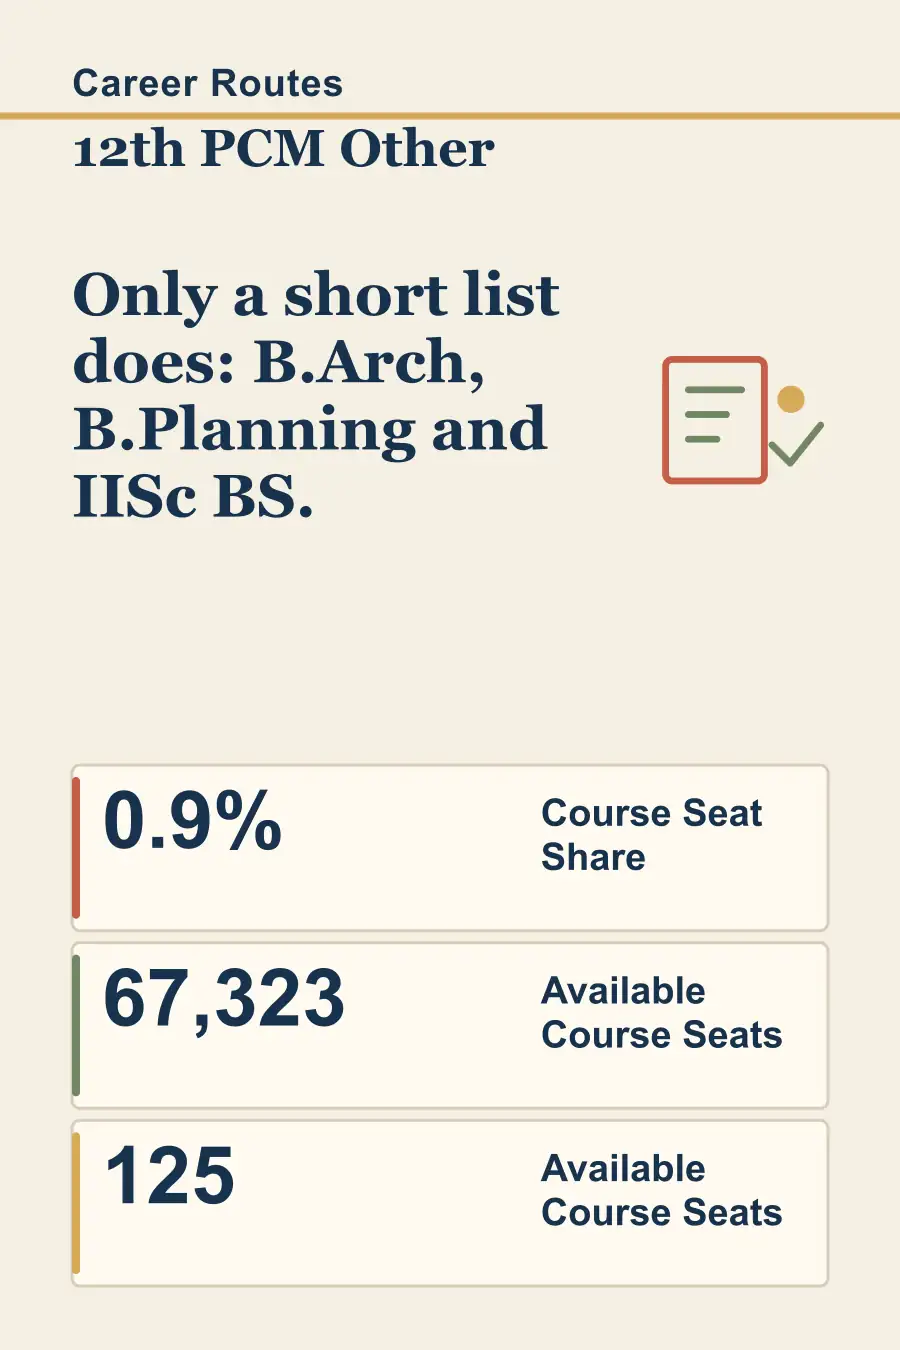 Career Routes
12th PCM Other
Only a short list
does: B.Arch,
B.Planning and
IISc BS.
0.9%
Course Seat
Share
67,323
Available
Course Seats
125
Available
Course Seats